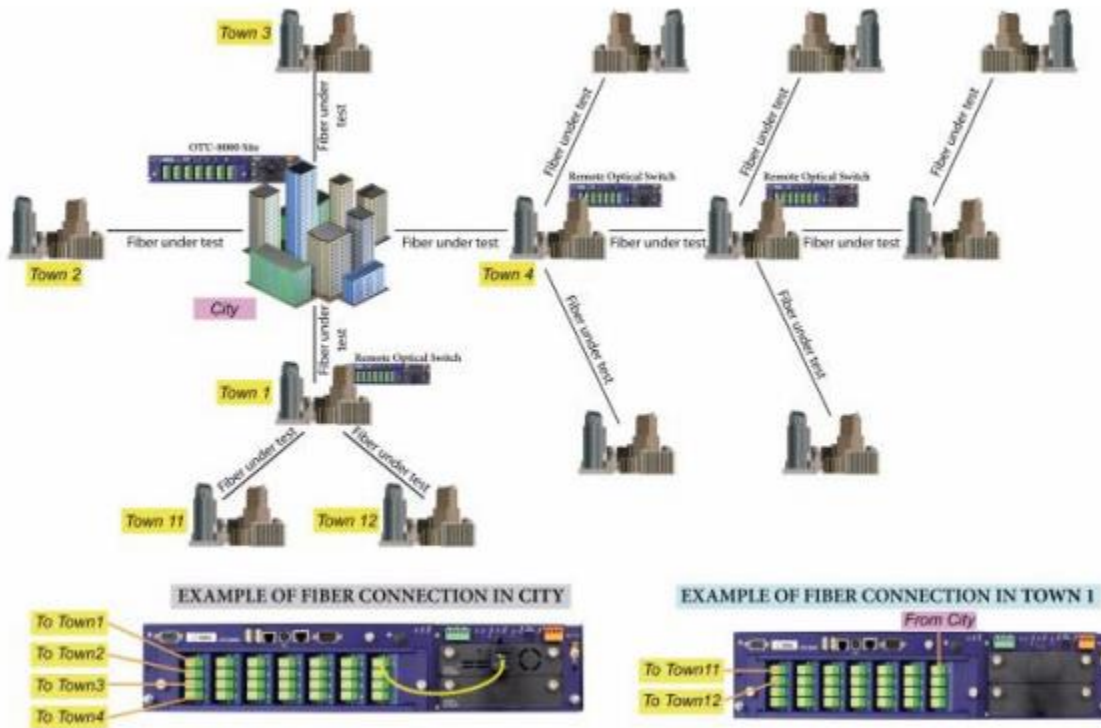 Town 3
Fiber under
test
Fiber under test
Fiber under test
Fiber under test
OTU-8000 Site
Remote Optical Switch
Remote Optical Switch
Fiber under test
Fiber under test
Fiber under test
Fiber under test
Town 2
Town 4
City
Fiber under test
Fiber under test
Fiber under
test
Remote Optical Switch
Town 1
Fiber under test
Fiber under test
Town 11
Town 12
EXAMPLE OF FIBER CONNECTION IN CITY
EXAMPLE OF FIBER CONNECTION IN TOWN 1
From City
To Town1
To Town2
To Town3
To Town4
To Town11
To Town12